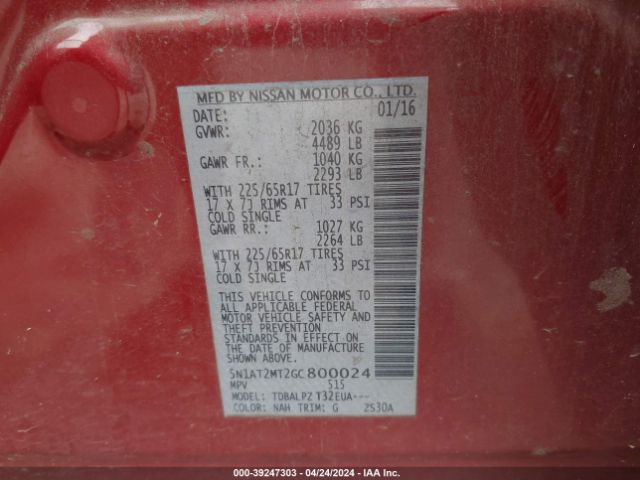 MFD BY NISSAN MOTOR CO., LTD.
DATE: 01/16
GVWR: 2036 KG
4489 LB
GAWR FR.: 1040 KG
2293 LB
WITH 225/65R17 TIRES
17 X 7J RIMS AT 33 PSI
COLD SINGLE
GAWR RR.: 1027 KG
2264 LB
WITH 225/65R17 TIRES
17 X 7J RIMS AT 33 PSI
COLD SINGLE
THIS VEHICLE CONFORMS TO
ALL APPLICABLE FEDERAL
MOTOR VEHICLE SAFETY AND
THEFT PREVENTION
STANDARDS IN EFFECT ON
THE DATE OF MANUFACTURE
SHOWN ABOVE.
5N1AT2MT2GC800024
MPV 515
MODEL: TDBALPZ T32EUA---
COLOR: NAH TRIM: G 2S30A
000-39247303 - 04/24/2024 - IAA Inc.